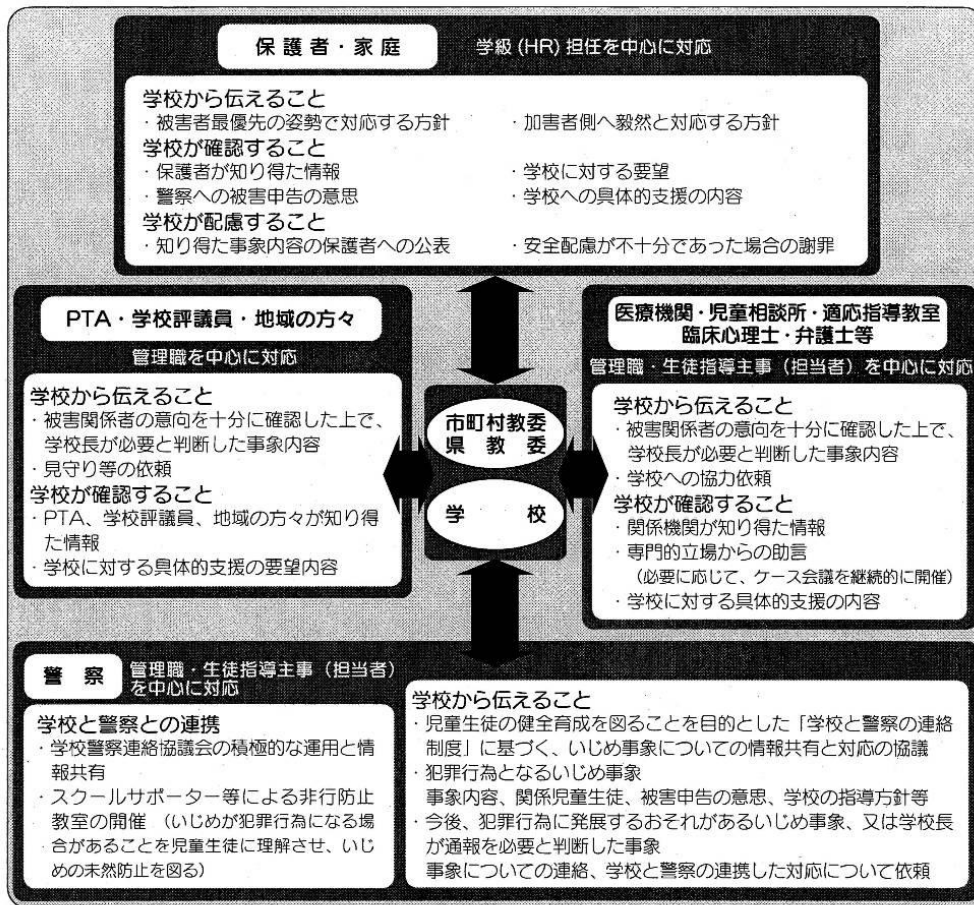 保護者・家庭
学級(HR)担任を中心に対応
学校から伝えること
・被害者最優先の姿勢で対応する方針
・加害者側へ毅然と対応する方針
学校が確認すること
・保護者が知り得た情報
・学校に対する要望
・警察への被害申告の意思
・学校への具体的支援の内容
学校が配慮すること
・知り得た事象内容の保護者への公表
・安全配慮が不十分であった場合の謝罪
PTA・学校評議員・地域の方々
管理職を中心に対応
学校から伝えること
・被害関係者の意向を十分に確認した上で、
学校長が必要と判断した事象内容
・見守り等の依頼
学校が確認すること
・PTA、学校評議員、地域の方々が知り得
た情報
・学校に対する具体的支援の要望内容
市町村教委
県教委
学校
医療機関・児童相談所・適応指導教室
臨床心理士・弁護士等
管理職・生徒指導主事(担当者)を中心に対応
学校から伝えること
・被害関係者の意向を十分に確認した上で、
学校長が必要と判断した事象内容
・学校への協力依頼
学校が確認すること
・関係機関が知り得た情報
・専門的立場からの助言
(必要に応じて、ケース会議を継続的に開催)
・学校に対する具体的支援の内容
警察
管理職・生徒指導主事(担当者)
を中心に対応
学校と警察との連携
・学校警察連絡協議会の積極的な運用と情
報共有
・スクールサポーター等による非行防止
教室の開催 (いじめが犯罪行為になる場
合があることを児童生徒に理解させ、いじ
めの未然防止を図る)
学校から伝えること
・児童生徒の健全育成を図ることを目的とした「学校と警察の連絡
制度」に基づく、いじめ事象についての情報共有と対応の協議
・犯罪行為となるいじめ事象
事象内容、関係児童生徒、被害申告の意思、学校の指導方針等
・今後、犯罪行為に発展するおそれがあるいじめ事象、又は学校長
が通報を必要と判断した事象
事象についての連絡、学校と警察の連携した対応について依頼